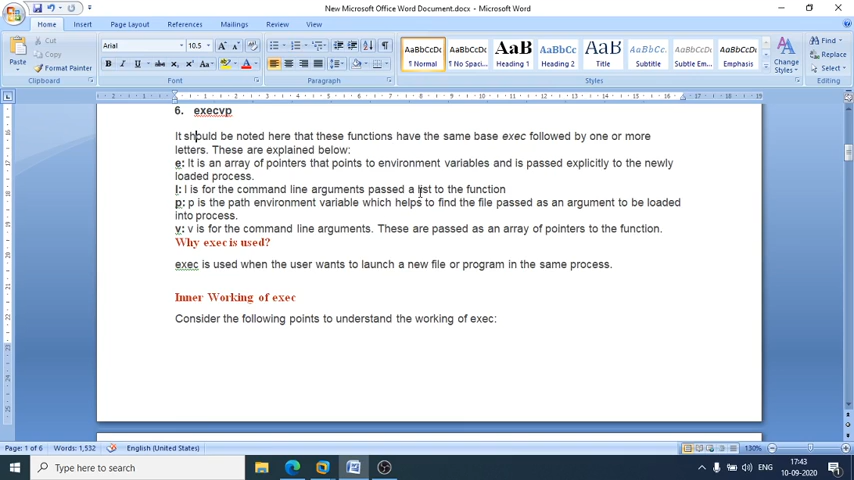 New Microsoft Office Word Document.docx - Microsoft Word
Home Insert Page Layout References Mailings Review View
Paste Cut Copy Format Painter
Arial 10.5
AaBbCcDc AaBbCcDc AaBbCc AaBbCc AaBbC AaBbCcDc AaBbCcDc AaBbCcDc
¶ Normal ¶ No Spaci... Heading 1 Heading 2 Title Subtitle Subtle Em... Emphasis
Change Styles
Find Replace Select
Clipboard Font Paragraph Styles Editing
6. execvp
It should be noted here that these functions have the same base exec followed by one or more
letters. These are explained below:
e: It is an array of pointers that points to environment variables and is passed explicitly to the newly
loaded process.
l: l is for the command line arguments passed a list to the function
p: p is the path environment variable which helps to find the file passed as an argument to be loaded
into process.
v: v is for the command line arguments. These are passed as an array of pointers to the function.
Why exec is used?
exec is used when the user wants to launch a new file or program in the same process.
Inner Working of exec
Consider the following points to understand the working of exec:
Page: 1 of 6 Words: 1,532 English (United States) 130%
Type here to search ENG 17:43
10-09-2020